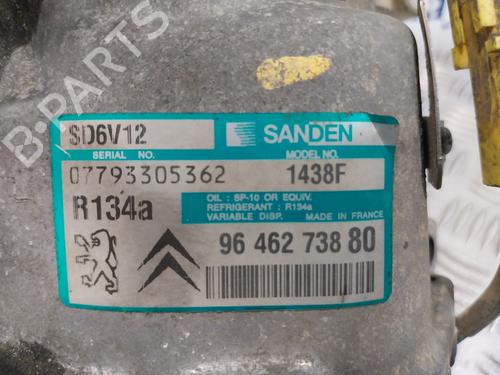 SD6V12
SANDEN
SERIAL NO.
MODEL NO.
07793305362
1438F
R134a
OIL : SP-10 OR EQUIV.
REFRIGERANT : R134a
VARIABLE DISP. MADE IN FRANCE
96 462 738 80
B-PARTS